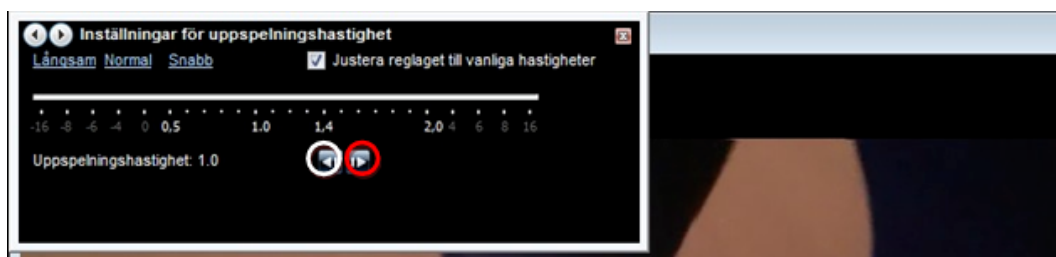 Inställningar för uppspelningshastighet
Långsam Normal Snabb
Justera reglaget till vanliga hastigheter
-16 -8 -6 -4 0 0,5 1.0 1,4 2,0 4 6 8 16
Uppspelningshastighet: 1.0